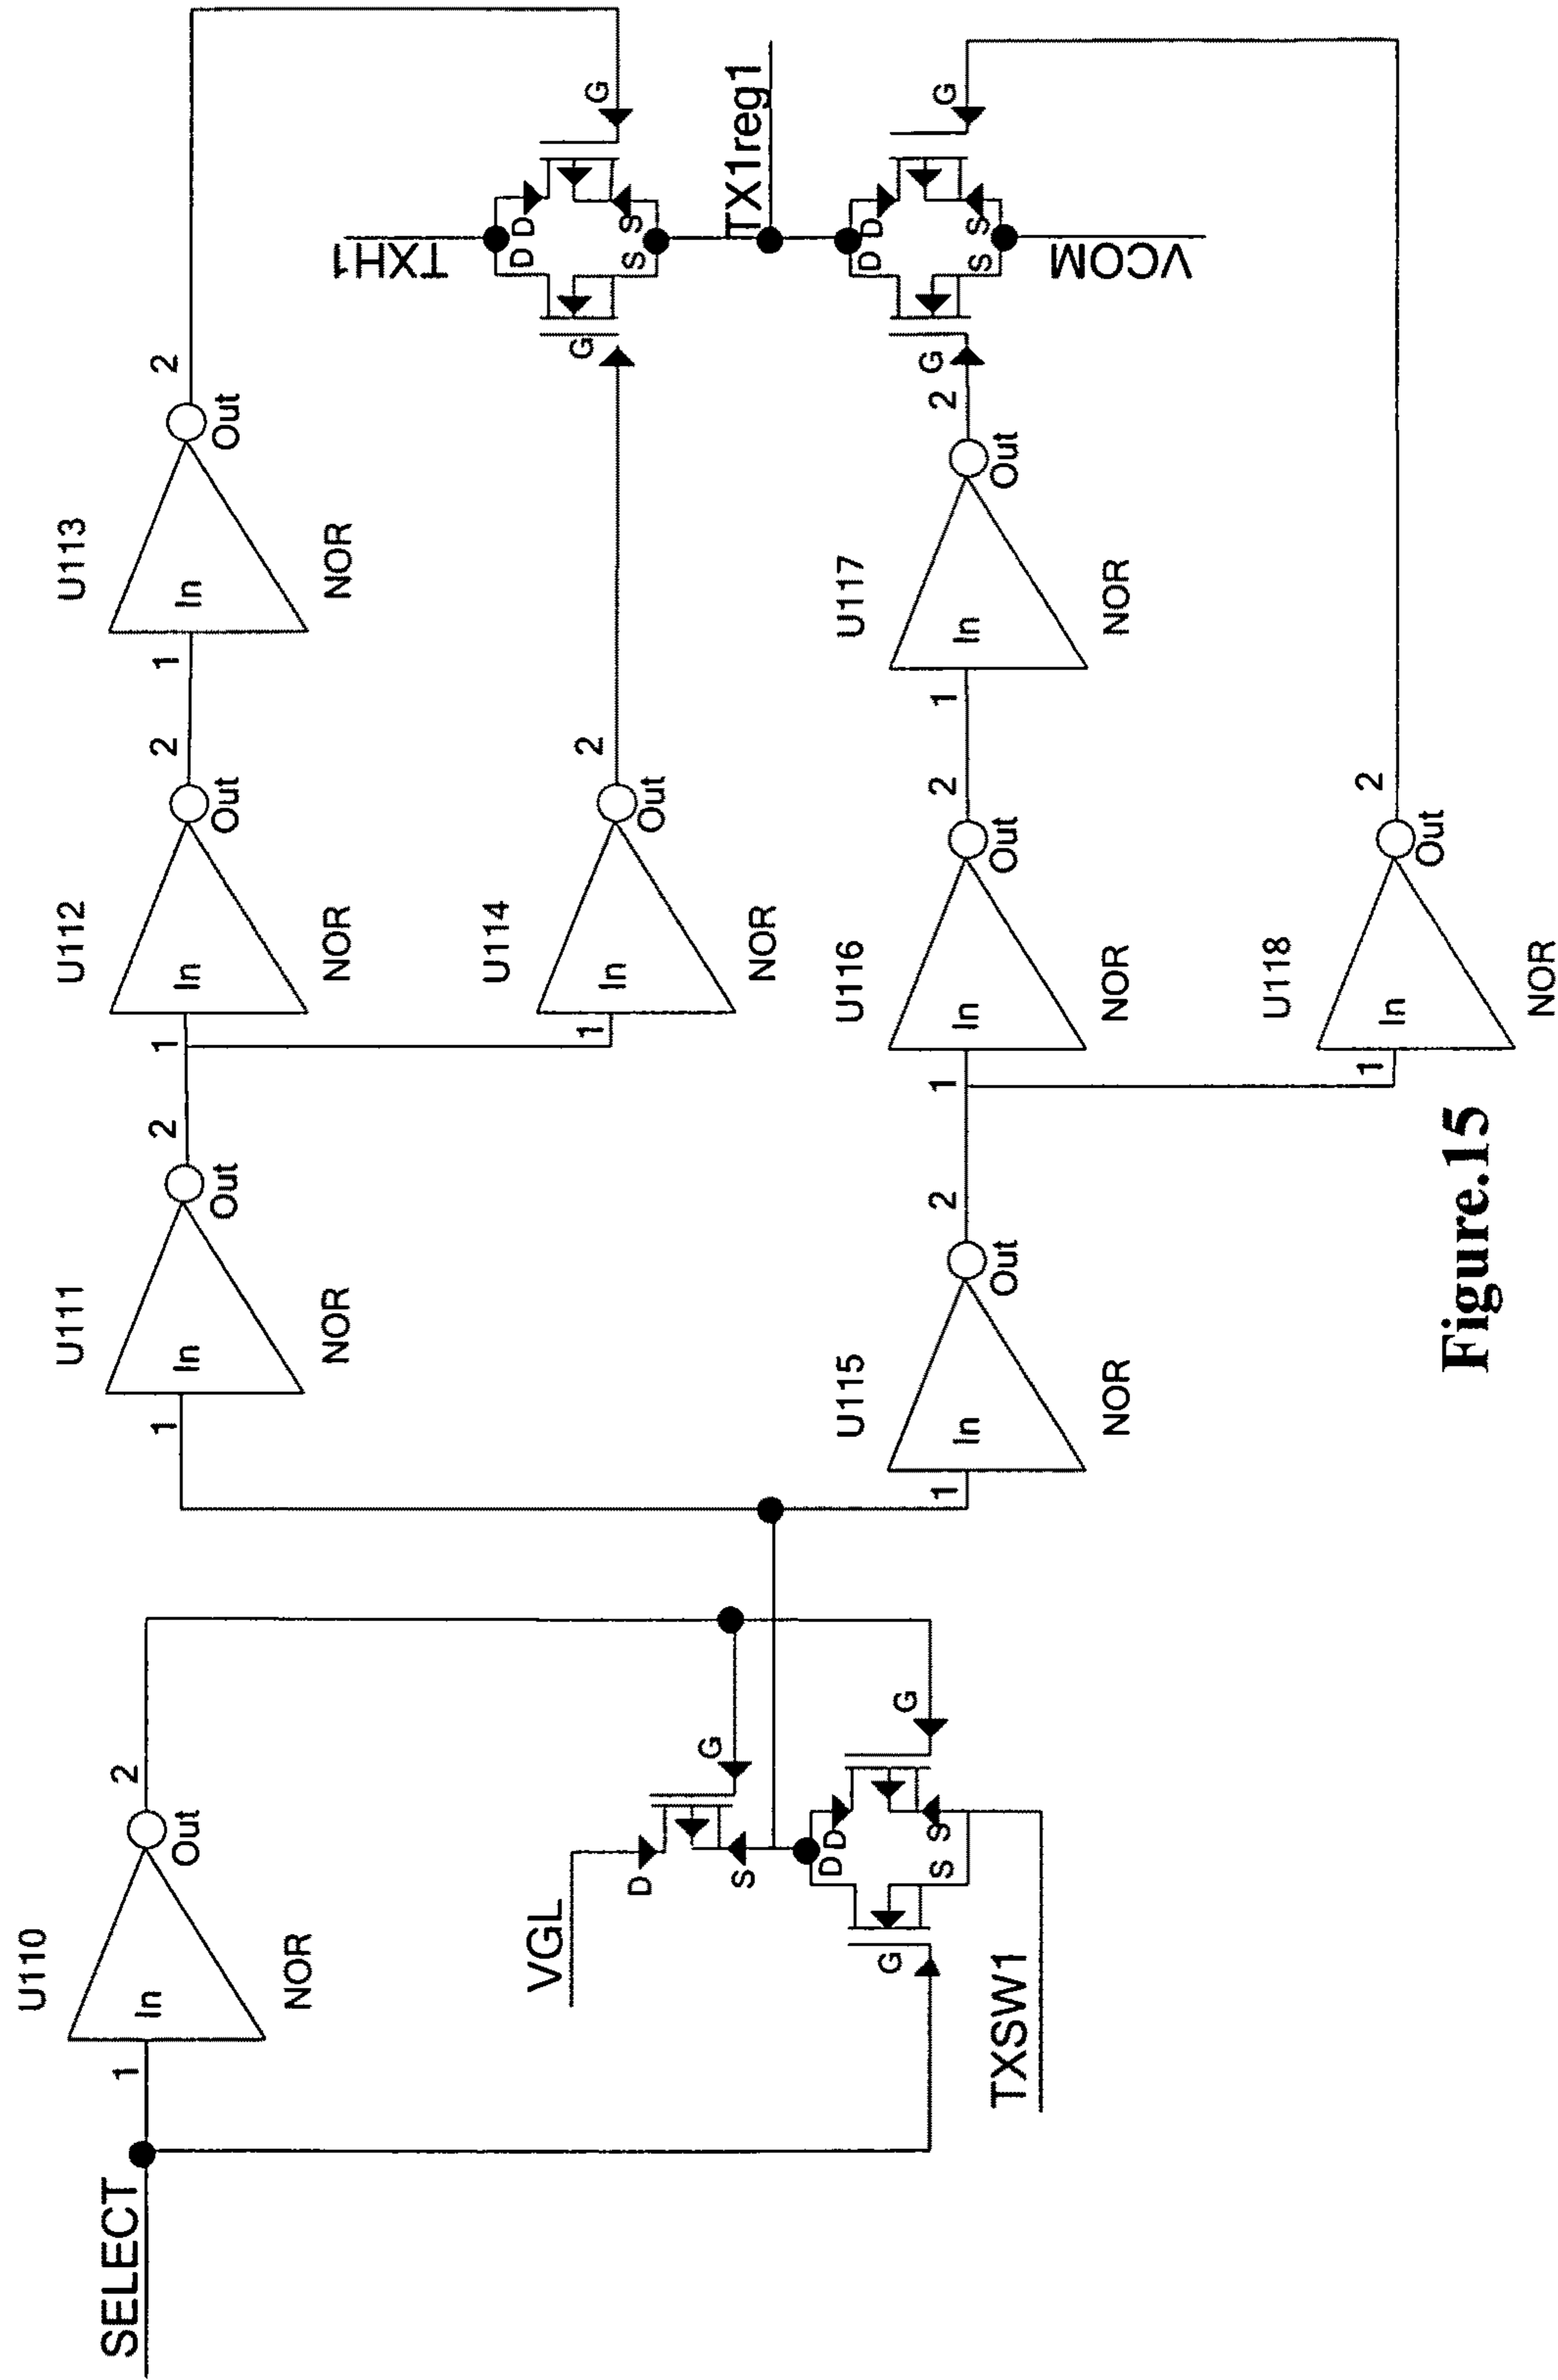 SELECT
1
U110
In
NOR
Out
2
VGL
D
S
G
TXSW1
G
D
D
S
S
G
1
U111
In
NOR
Out
2
1
U112
In
NOR
Out
2
1
U113
In
NOR
Out
2
1
U114
In
NOR
Out
2
TXH1
D
D
G
S
S
G
TX1reg1
1
U115
In
NOR
Out
2
1
U116
In
NOR
Out
2
1
U117
In
NOR
Out
2
1
U118
In
NOR
Out
2
D
D
G
S
S
G
VCOM
Figure.15